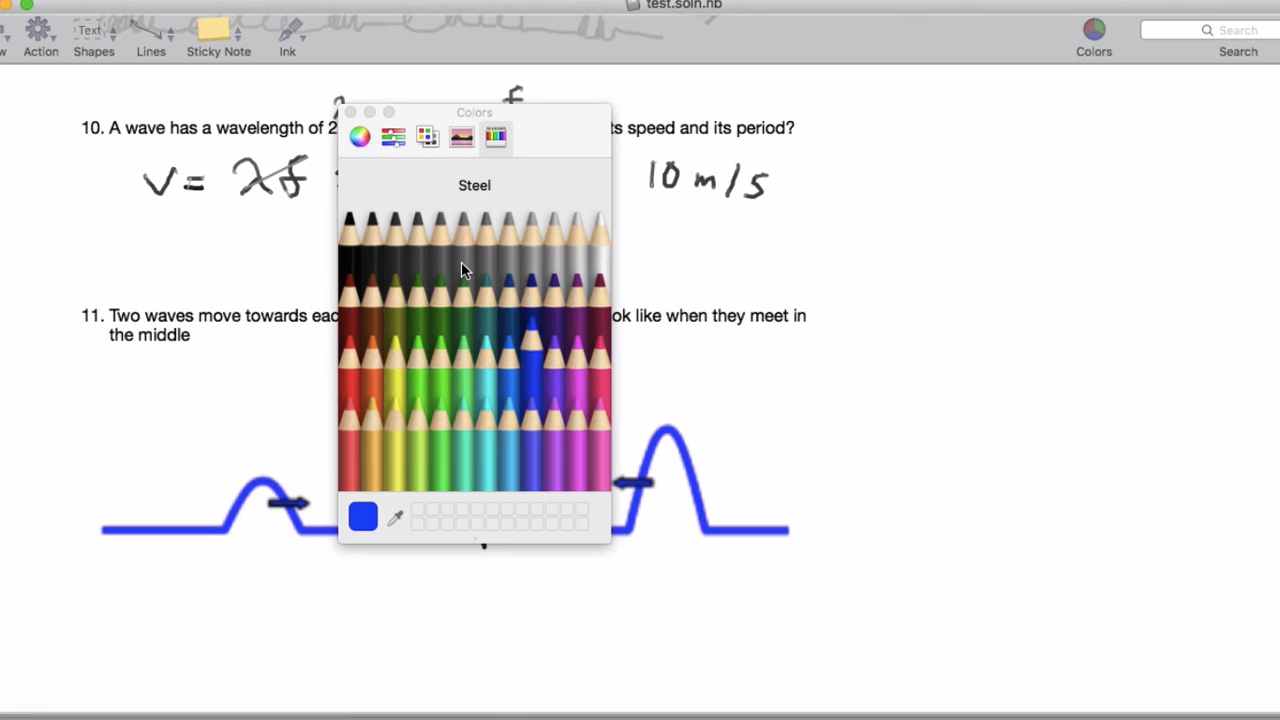 test.soln.nb
Action Shapes Lines Sticky Note Ink Colors Search
Text Search
Colors
10. A wave has a wavelength of 2 ts speed and its period?
v = λf 10 m/s
Steel
11. Two waves move towards eac ok like when they meet in
the middle